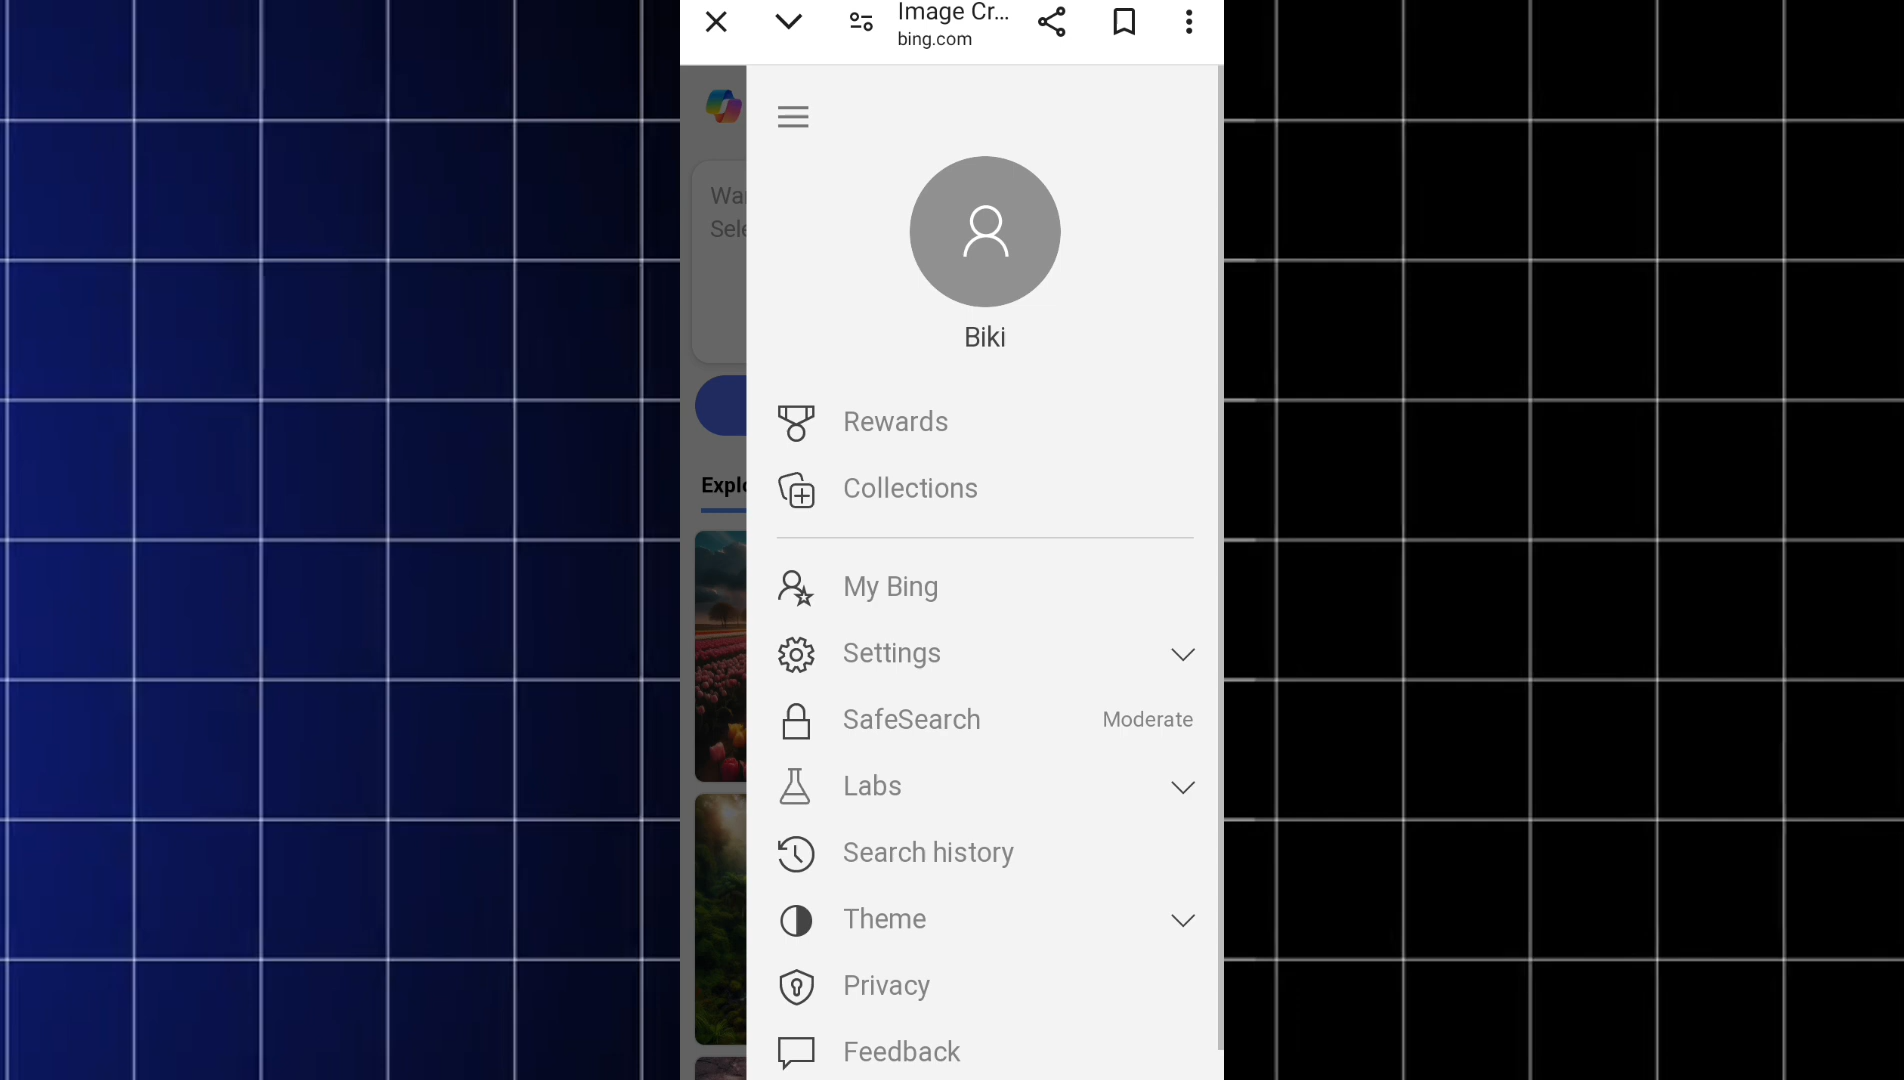 Image Cr...
bing.com
Biki
Rewards
Collections
My Bing
Settings
SafeSearch Moderate
Labs
Search history
Theme
Privacy
Feedback